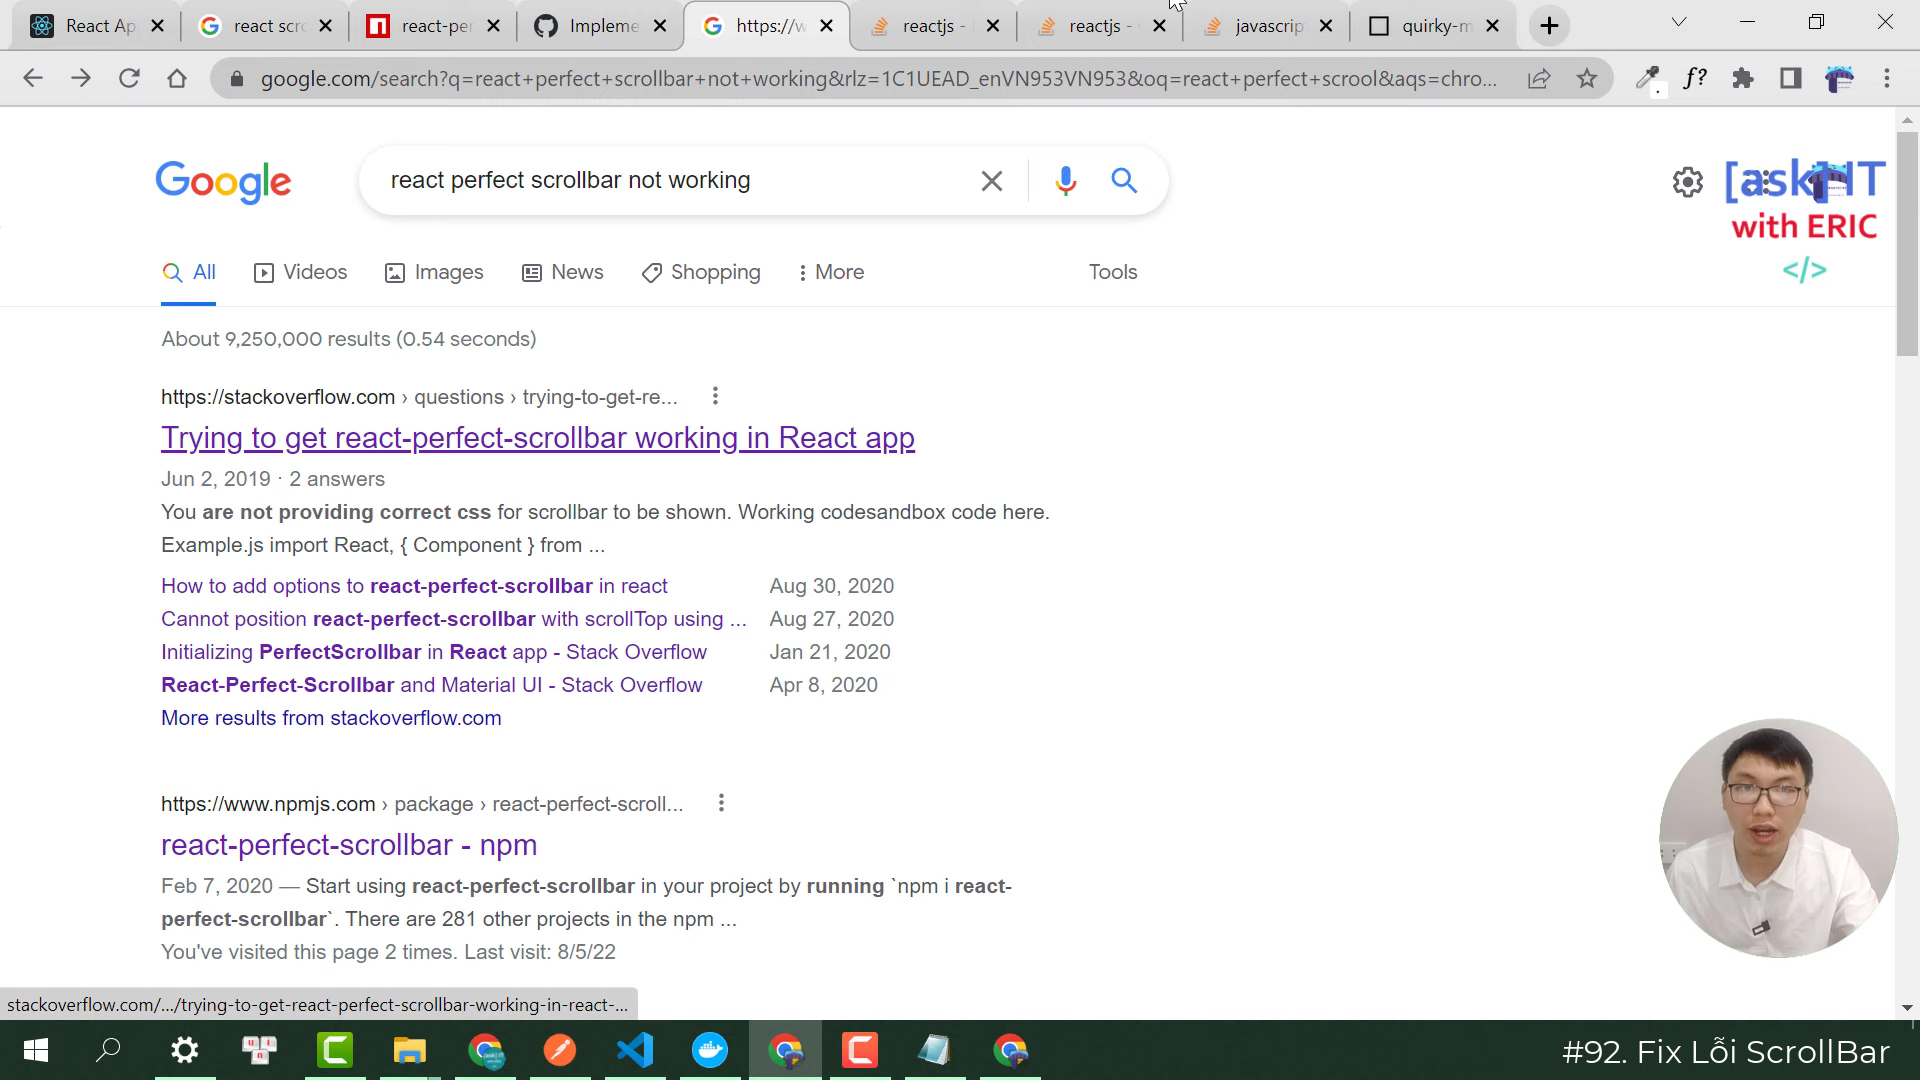 React Ap
react scro
react-per
Impleme
https://w
reactjs -
reactjs -
javascrip
quirky-m
google.com/search?q=react+perfect+scrollbar+not+working&rlz=1C1UEAD_enVN953VN953&oq=react+perfect+scrool&aqs=chro...
f?
Google
react perfect scrollbar not working
[askIT
with ERIC
</>
All
Videos
Images
News
Shopping
More
Tools
About 9,250,000 results (0.54 seconds)
https://stackoverflow.com › questions › trying-to-get-re...
Trying to get react-perfect-scrollbar working in React app
Jun 2, 2019 · 2 answers
You are not providing correct css for scrollbar to be shown. Working codesandbox code here.
Example.js import React, { Component } from ...
How to add options to react-perfect-scrollbar in react Aug 30, 2020
Cannot position react-perfect-scrollbar with scrollTop using ... Aug 27, 2020
Initializing PerfectScrollbar in React app - Stack Overflow Jan 21, 2020
React-Perfect-Scrollbar and Material UI - Stack Overflow Apr 8, 2020
More results from stackoverflow.com
https://www.npmjs.com › package › react-perfect-scroll...
react-perfect-scrollbar - npm
Feb 7, 2020 — Start using react-perfect-scrollbar in your project by running `npm i react-
perfect-scrollbar`. There are 281 other projects in the npm ...
You've visited this page 2 times. Last visit: 8/5/22
stackoverflow.com/.../trying-to-get-react-perfect-scrollbar-working-in-react-...
#92. Fix Lỗi ScrollBar